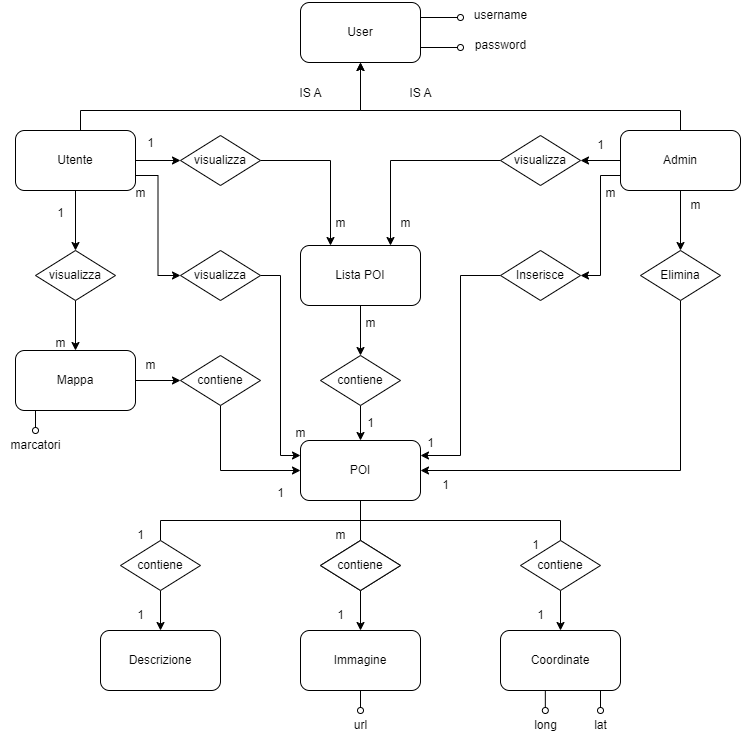 User
username
password
IS A
IS A
Utente
1
visualizza
visualizza
1
Admin
m
m
m
1
m
m
visualizza
visualizza
Lista POI
Inserisce
Elimina
m
m
Mappa
m
contiene
contiene
marcatori
1
m
1
POI
1
1
1
m
1
contiene
contiene
contiene
1
1
1
Descrizione
Immagine
Coordinate
url
long
lat